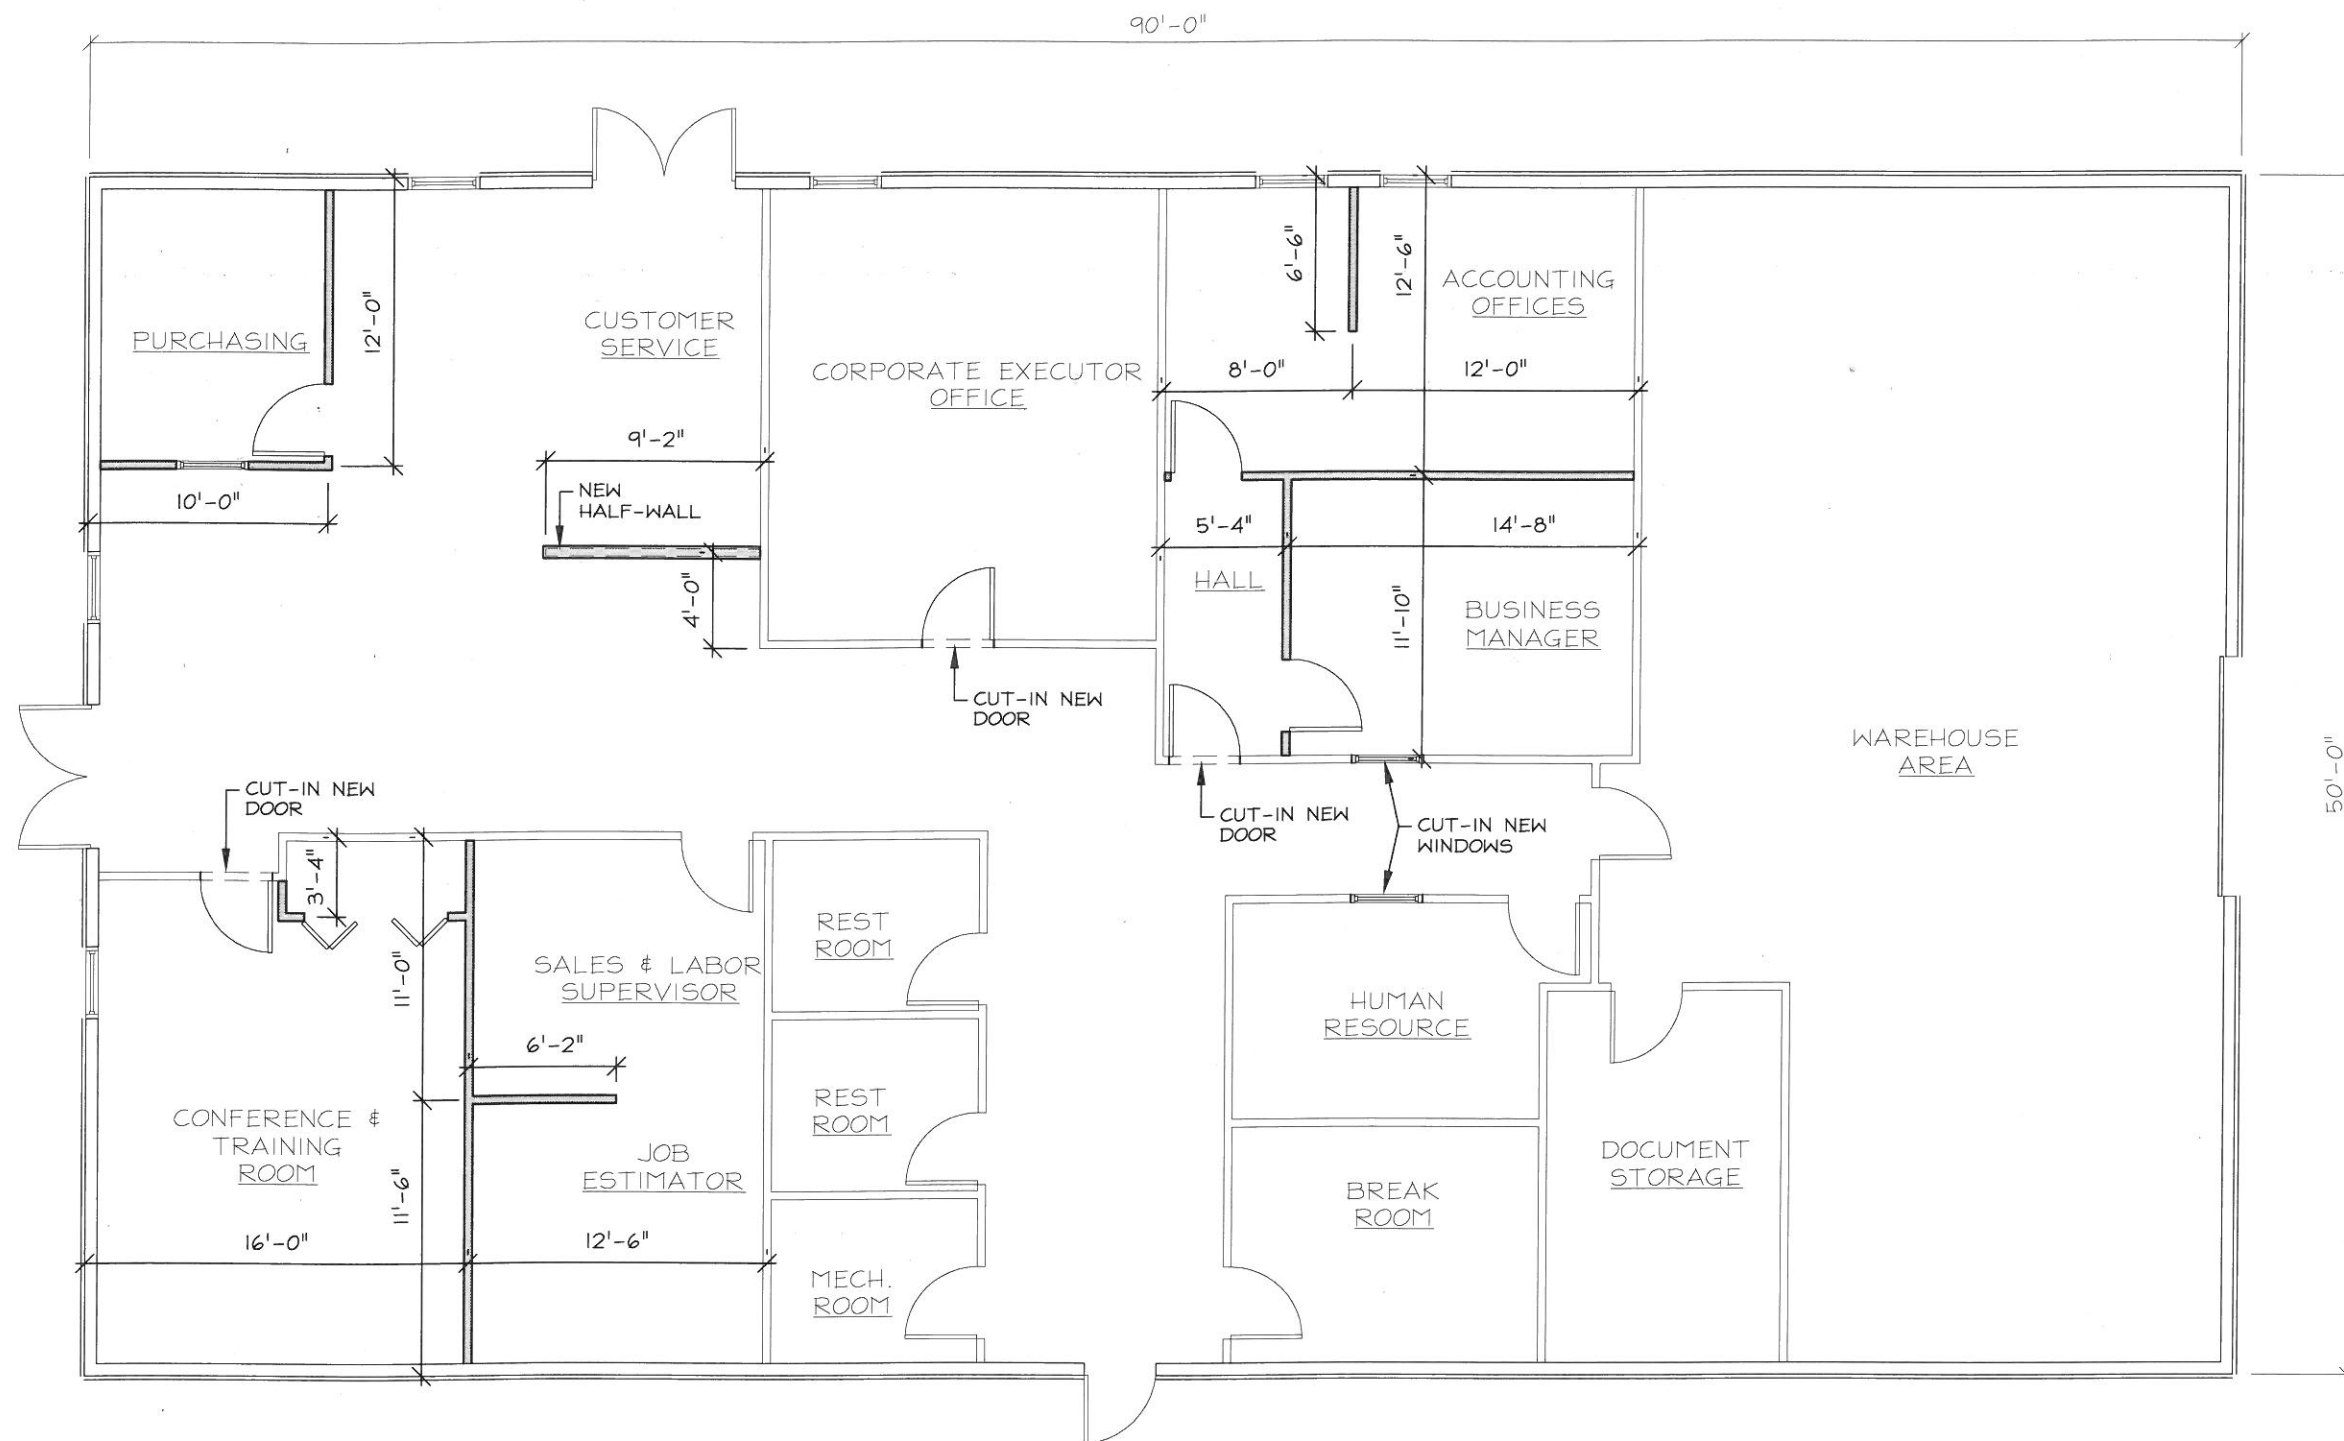 90'-0"
PURCHASING
12'-0"
10'-0"
CUSTOMER
SERVICE
9'-2"
NEW
HALF-WALL
4'-0"
CORPORATE EXECUTOR
OFFICE
CUT-IN NEW
DOOR
6'-6"
12'-6"
ACCOUNTING
OFFICES
8'-0"
12'-0"
5'-4"
14'-8"
HALL
11'-10"
BUSINESS
MANAGER
WAREHOUSE
AREA
50'-0"
CUT-IN NEW
DOOR
CUT-IN NEW
DOOR
CUT-IN NEW
WINDOWS
3'-4"
11'-0"
SALES & LABOR
SUPERVISOR
6'-2"
REST
ROOM
HUMAN
RESOURCE
CONFERENCE &
TRAINING
ROOM
11'-6"
JOB
ESTIMATOR
REST
ROOM
DOCUMENT
STORAGE
BREAK
ROOM
16'-0"
12'-6"
MECH.
ROOM